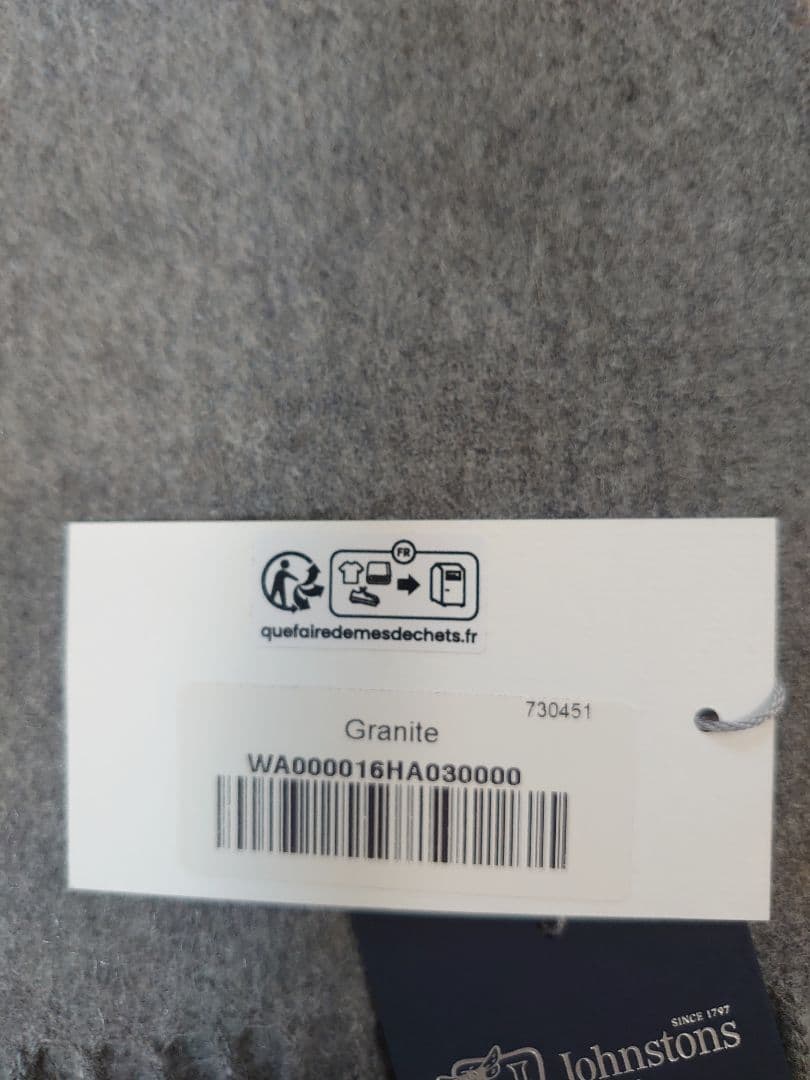 FR
quefairedemesdechets.fr
730451
Granite
WA000016HA030000
SINCE 1797
Johnstons